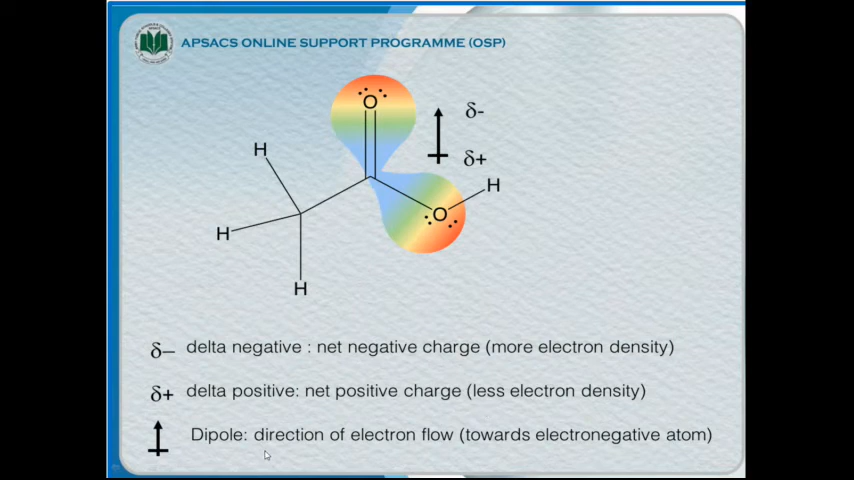 APSACS ONLINE SUPPORT PROGRAMME (OSP)
O
δ-
H
δ+
H
H
O
H
δ– delta negative : net negative charge (more electron density)
δ+ delta positive: net positive charge (less electron density)
Dipole: direction of electron flow (towards electronegative atom)